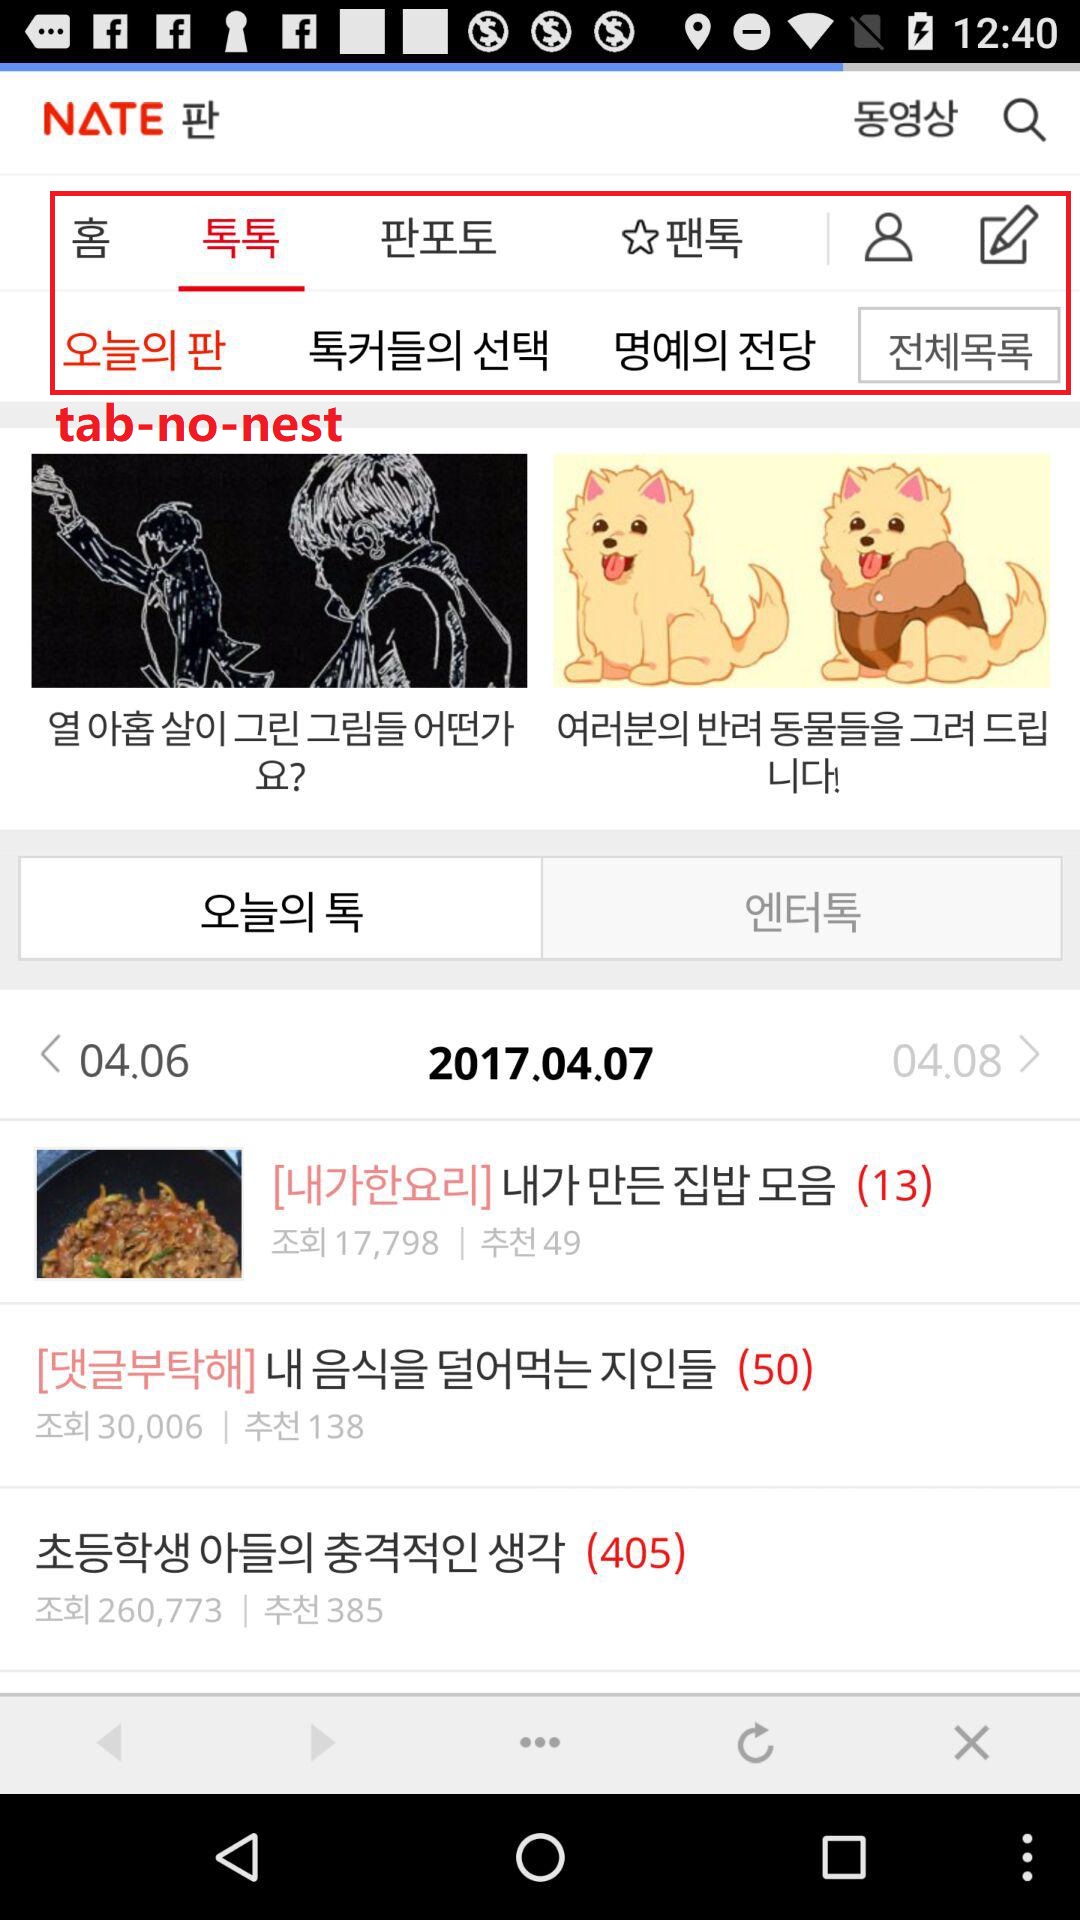 12:40
NATE 판
동영상
홈 톡톡 판포토 ☆팬톡
오늘의 판 톡커들의 선택 명예의 전당 전체목록
tab-no-nest
열 아홉 살이 그린 그림들 어떤가
요?
여러분의 반려 동물들을 그려 드립
니다!
오늘의 톡 엔터톡
04.06 2017.04.07 04.08
[내가한요리] 내가 만든 집밥 모음 (13)
조회 17,798 | 추천 49
[댓글부탁해] 내 음식을 덜어먹는 지인들 (50)
조회 30,006 | 추천 138
초등학생 아들의 충격적인 생각 (405)
조회 260,773 | 추천 385